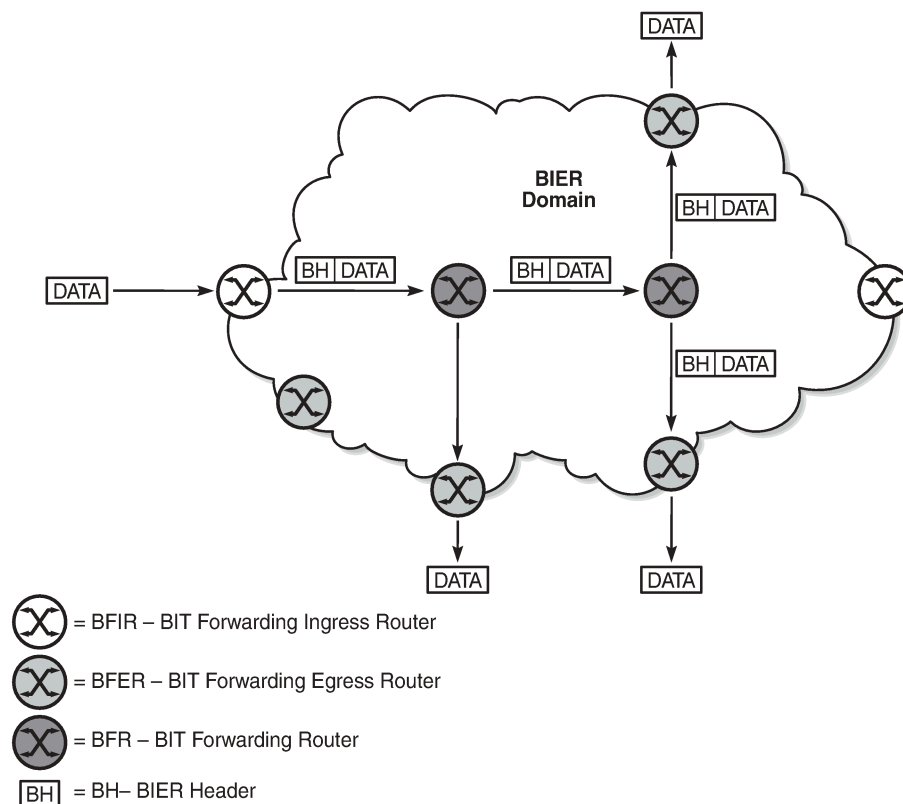 DATA
BIER
Domain
BH DATA
BH DATA
BH DATA
DATA
BH DATA
DATA
DATA
= BFIR – BIT Forwarding Ingress Router
= BFER – BIT Forwarding Egress Router
= BFR – BIT Forwarding Router
BH = BH– BIER Header